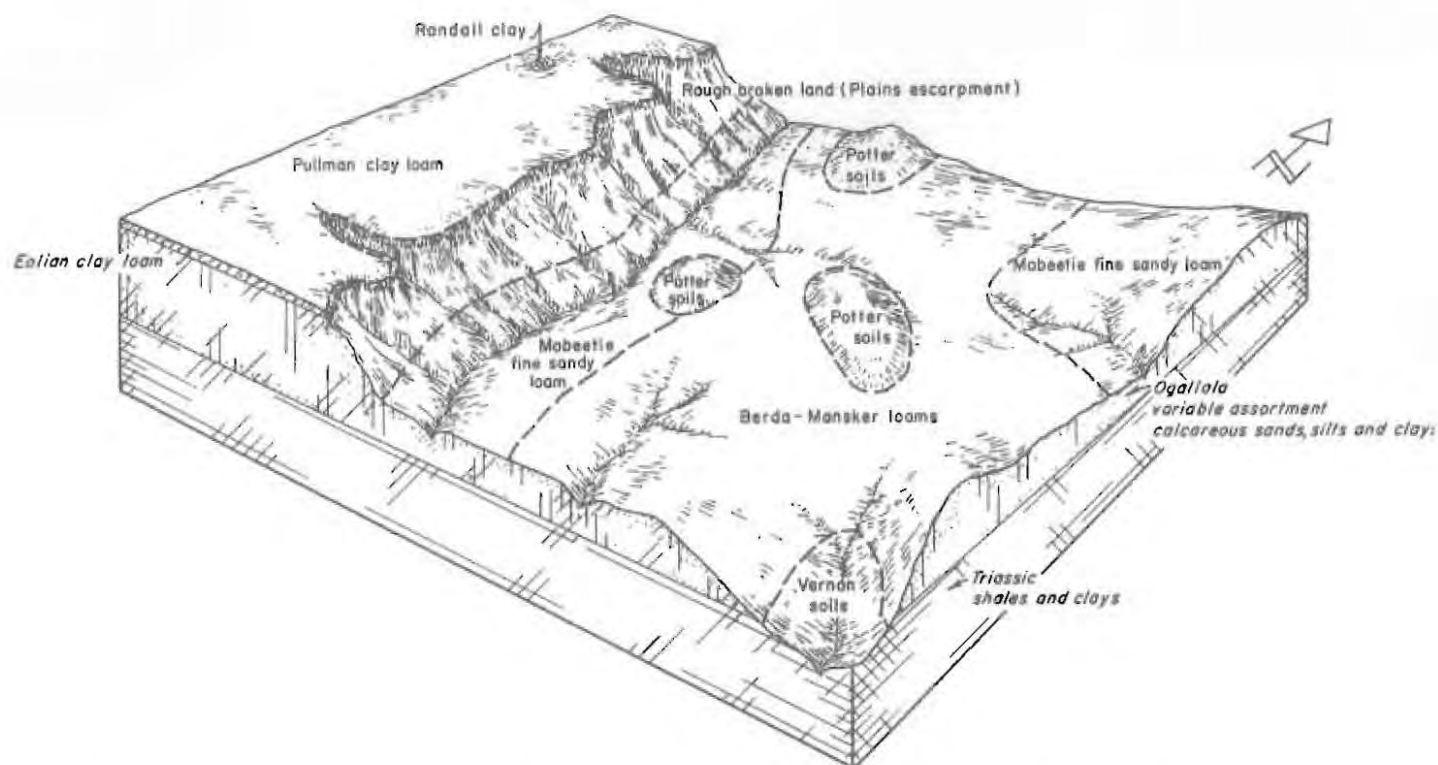 Randall clay
Rough broken land (Plains escarpment)
Pullman clay loam
Potter
soils
Eolian clay loam
Mobeetie fine sandy loam
Potter
soils
Potter
soils
Mobeetie
fine sandy
loam
Ogallala
variable assortment
calcareous sands, silts and clays
Berda-Mansker loams
Triassic
shales and clays
Vernon
soils
N